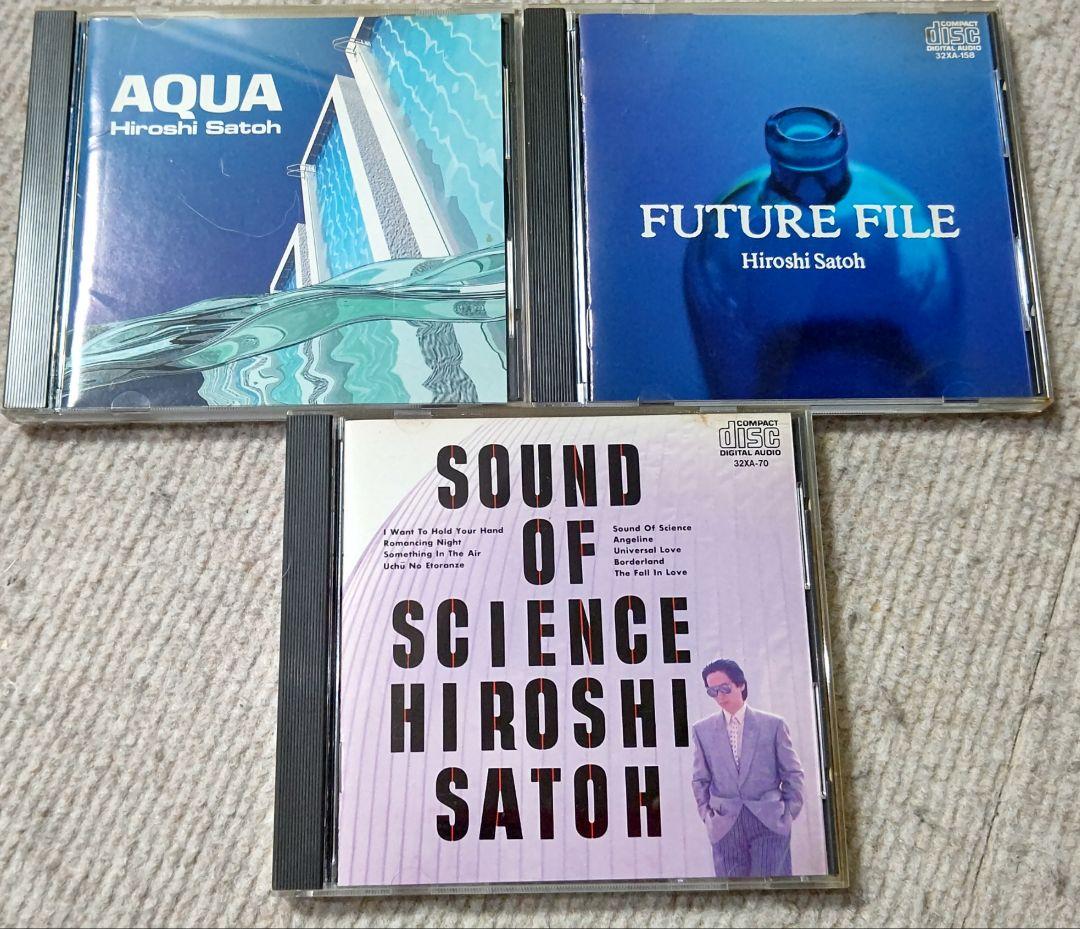 AQUA
Hiroshi Satoh
COMPACT
disc
DIGITAL AUDIO
32XA-158
FUTURE FILE
Hiroshi Satoh
COMPACT
disc
DIGITAL AUDIO
32XA-70
SOUND
OF
SCIENCE
HIROSHI
SATOH
I Want To Hold Your Hand
Romancing Night
Something In The Air
Uchū No Etoranze
Sound Of Science
Angeline
Universal Love
Borderland
The Fall In Love